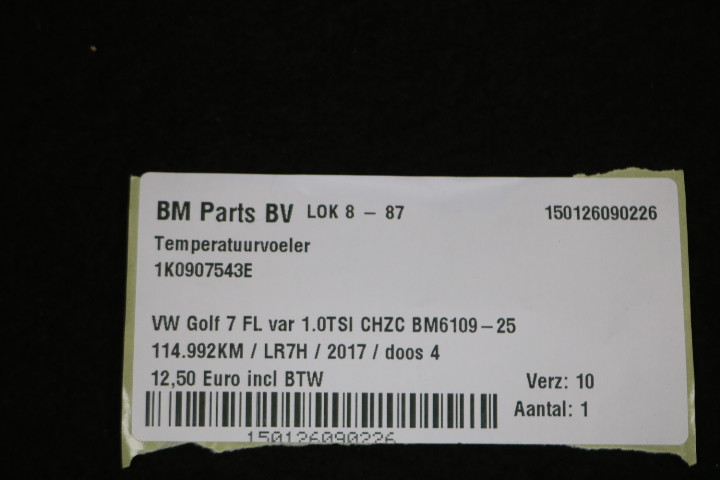 BM Parts BV LOK 8 – 87 150126090226
Temperatuurvoeler
1K0907543E
VW Golf 7 FL var 1.0TSI CHZC BM6109–25
114.992KM / LR7H / 2017 / doos 4
12,50 Euro incl BTW Verz: 10
Aantal: 1
150126090226